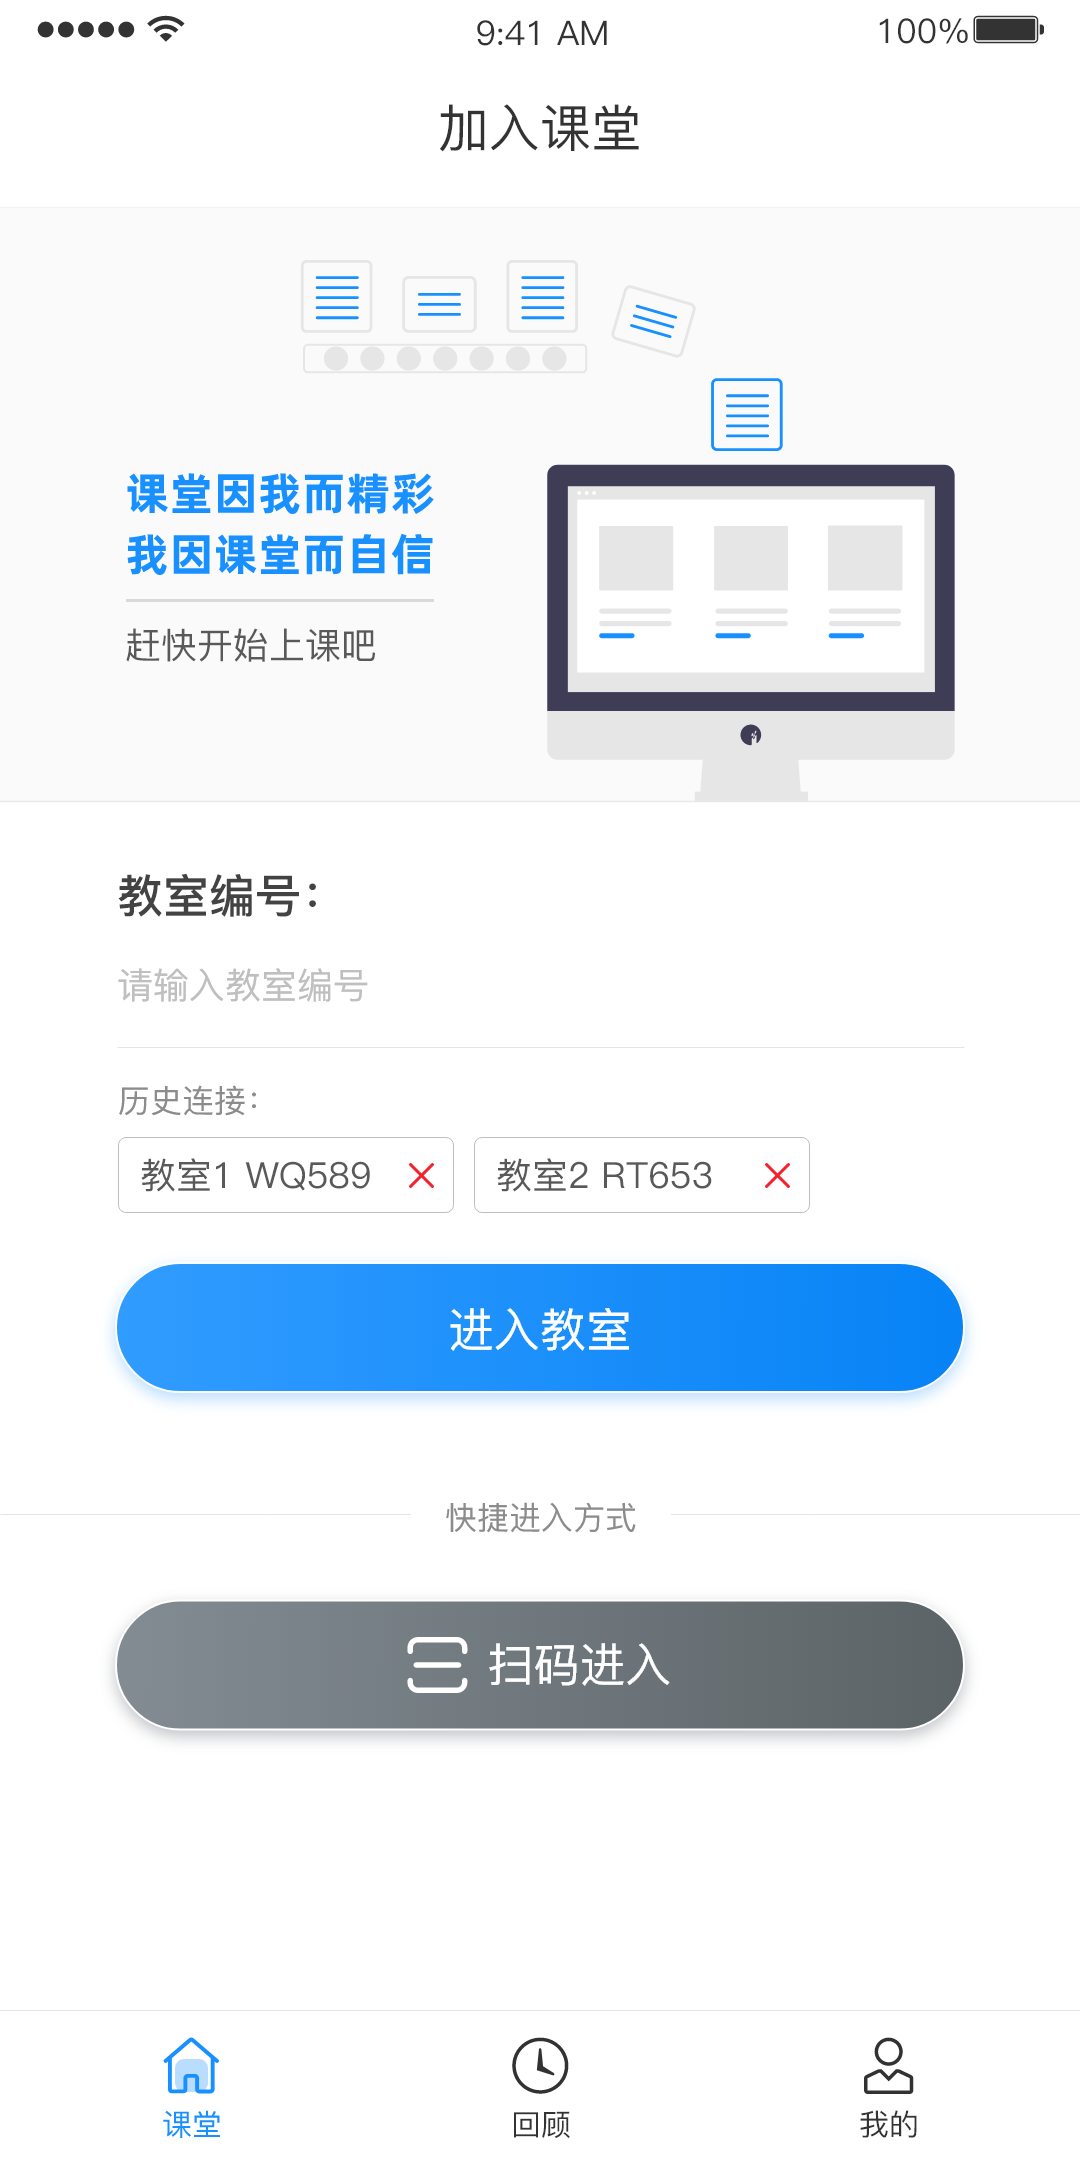 9:41 AM
100%
加入课堂
课堂因我而精彩
我因课堂而自信
赶快开始上课吧
教室编号：
请输入教室编号
历史连接：
教室1 WQ589
教室2 RT653
进入教室
快捷进入方式
扫码进入
课堂
回顾
我的